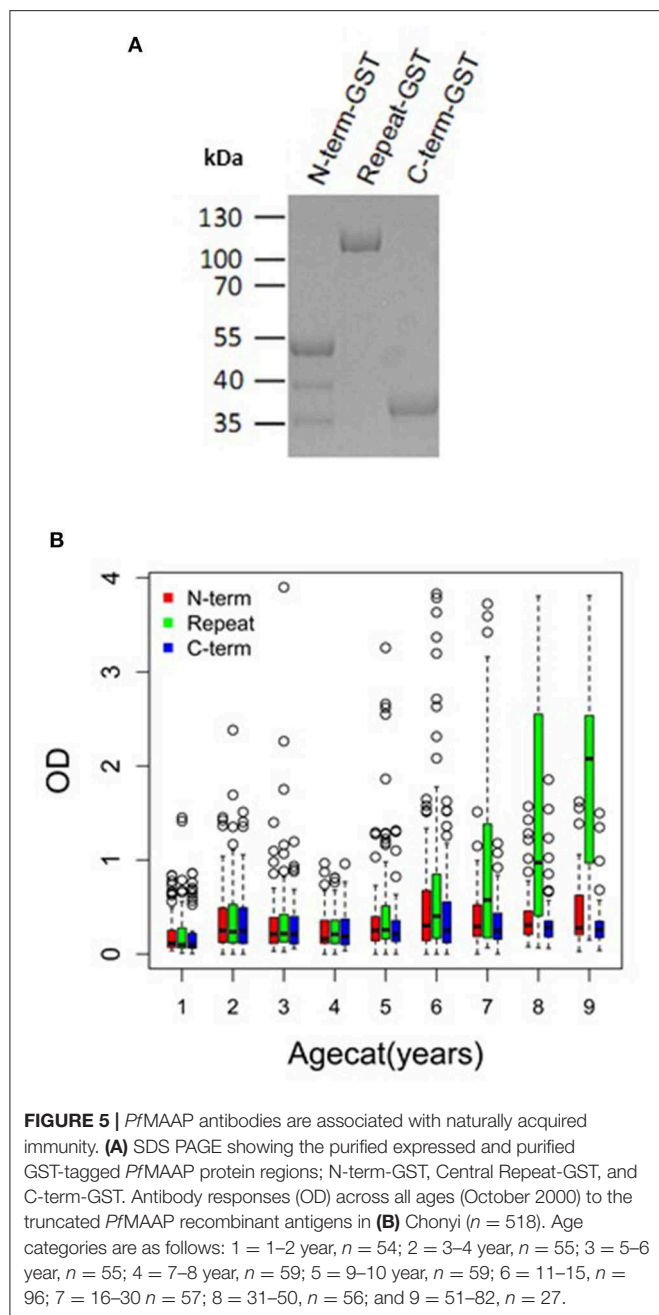 A
kDa
N-term-GST
Repeat-GST
C-term-GST
130
100
70
55
40
35
B
OD
4
3
2
1
0
N-term
Repeat
C-term
1 2 3 4 5 6 7 8 9
Agecat(years)
FIGURE 5 | PfMAAP antibodies are associated with naturally acquired
immunity. (A) SDS PAGE showing the purified expressed and purified
GST-tagged PfMAAP protein regions; N-term-GST, Central Repeat-GST, and
C-term-GST. Antibody responses (OD) across all ages (October 2000) to the
truncated PfMAAP recombinant antigens in (B) Chonyi (n = 518). Age
categories are as follows: 1 = 1–2 year, n = 54; 2 = 3–4 year, n = 55; 3 = 5–6
year, n = 55; 4 = 7–8 year, n = 59; 5 = 9–10 year, n = 59; 6 = 11–15, n =
96; 7 = 16–30 n = 57; 8 = 31–50, n = 56; and 9 = 51–82, n = 27.